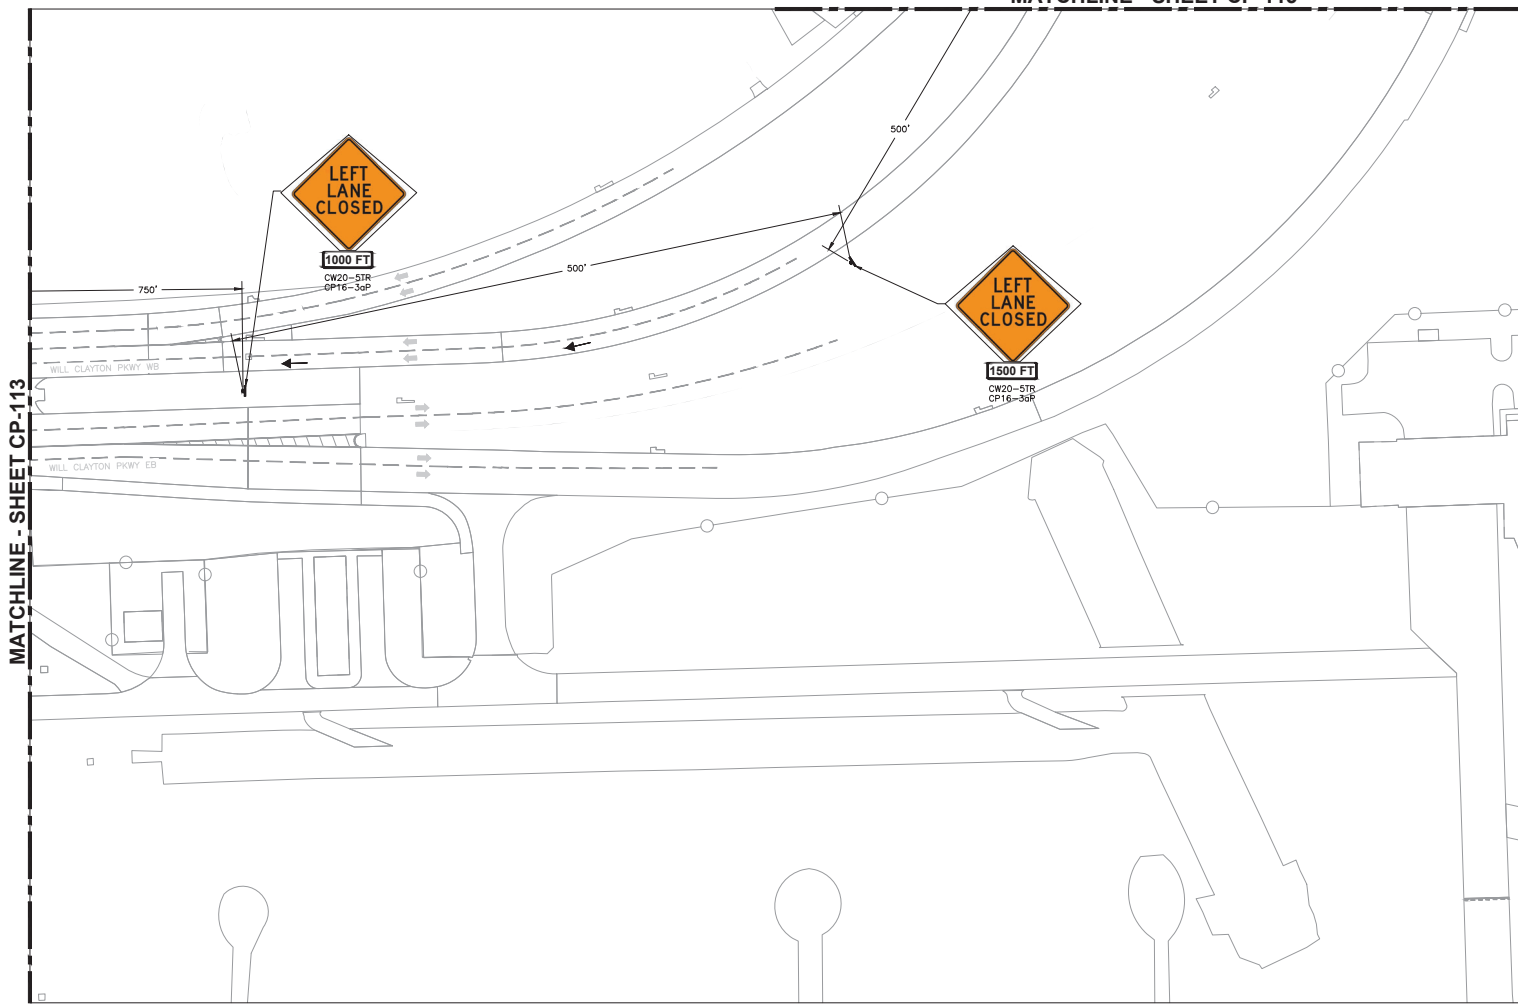 500'
LEFT
LANE
CLOSED
1000 FT
CW20-5TR
CP16-3aP
500'
750'
LEFT
LANE
CLOSED
1500 FT
CW20-5TR
CP16-3aP
WILL CLAYTON PKWY WB
WILL CLAYTON PKWY EB
MATCHLINE - SHEET CP-113